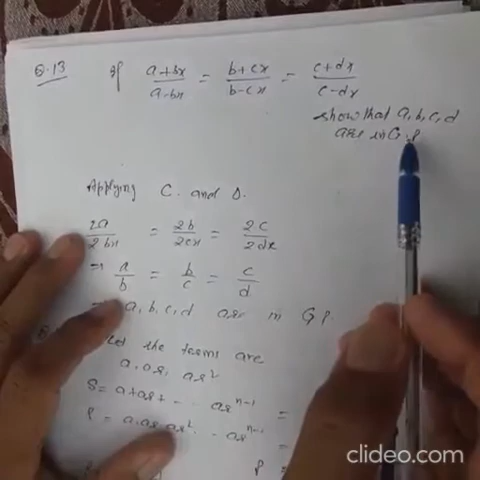 Q.13 If a+bx/a-bx = b+cx/b-cx = c+dx/c-dx
show that a, b, c, d
are in G.P
Applying C. and D.
2a/2bx = 2b/2cx = 2c/2dx
⇒ a/b = b/c = c/d
a, b, c, d are in G.P.
Let the terms are
a, ar, ar²
S = a+ar+ - - ar^(n-1) =
P = a.ar.ar² - - ar^(n-1)
=
P =
clideo.com